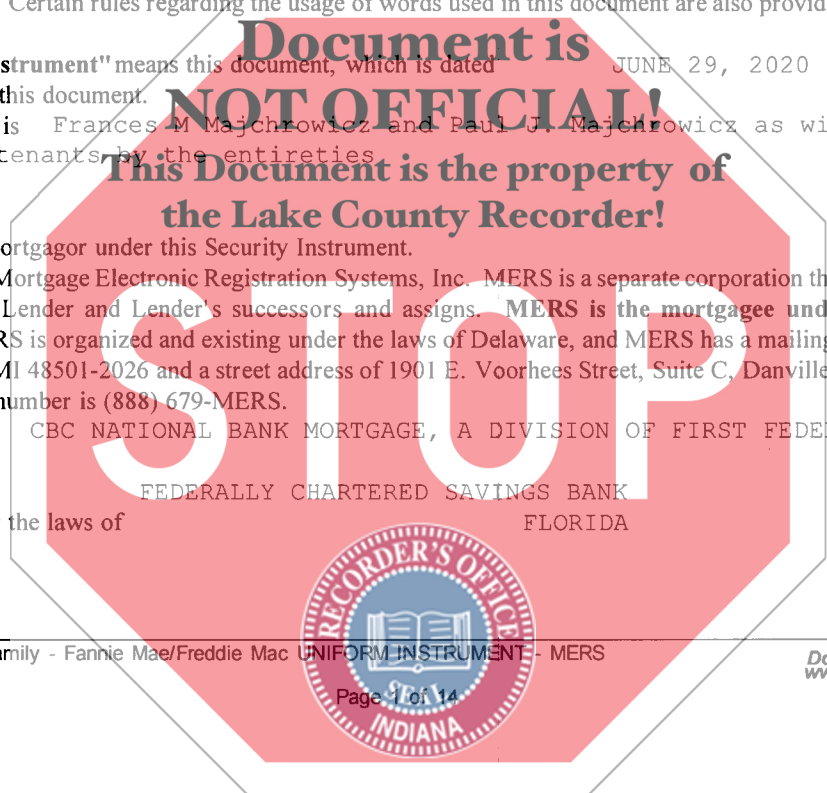 Certain rules regarding the usage of words used in this document are also provid
Document is
strument" means this document, which is dated JUNE 29, 2020
this document.
NOT OFFICIAL!
is Frances M Majchrowicz and Paul J. Majchrowicz as wi
tenants by the entireties
This Document is the property of
the Lake County Recorder!
ortgagor under this Security Instrument.
Mortgage Electronic Registration Systems, Inc. MERS is a separate corporation th
Lender and Lender's successors and assigns. MERS is the mortgagee und
RS is organized and existing under the laws of Delaware, and MERS has a mailing
MI 48501-2026 and a street address of 1901 E. Voorhees Street, Suite C, Danville
number is (888) 679-MERS.
STOP
CBC NATIONAL BANK MORTGAGE, A DIVISION OF FIRST FEDE
FEDERALLY CHARTERED SAVINGS BANK
the laws of FLORIDA
RECORDER'S OFFICE
amily - Fannie Mae/Freddie Mac UNIFORM INSTRUMENT - MERS
Do
ww
SEAL
Page 1 of 14
INDIANA